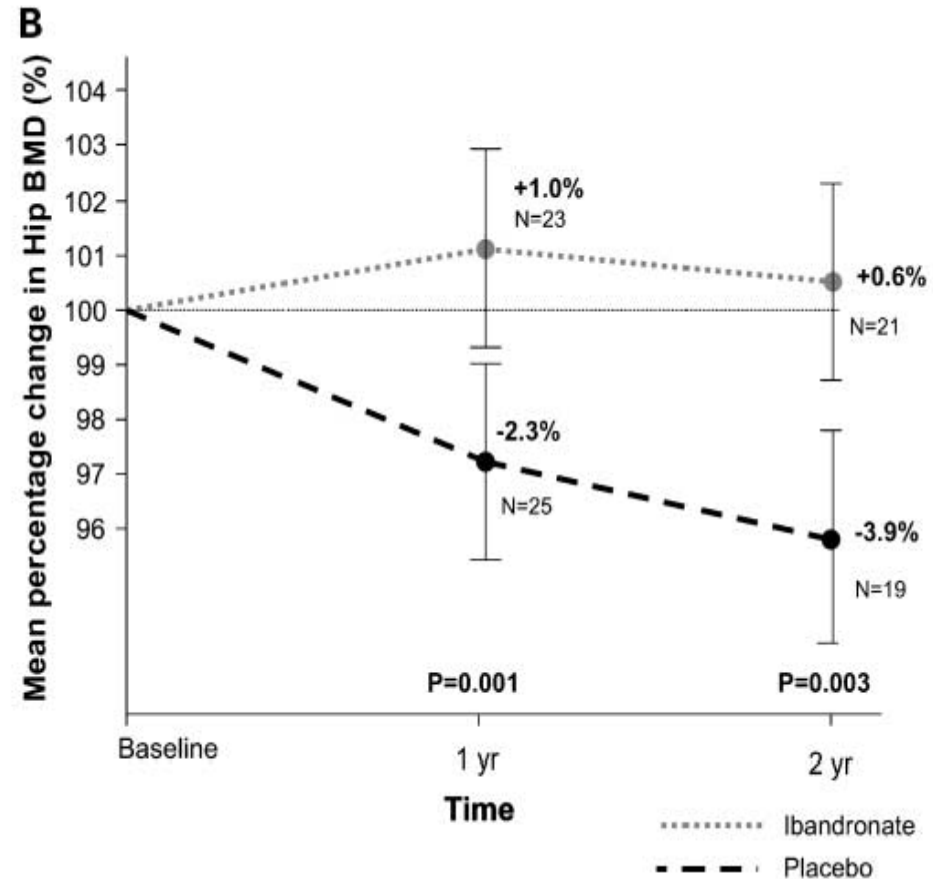 B
Mean percentage change in Hip BMD (%)
104
103
102
101
100
99
98
97
96
+1.0%
N=23
+0.6%
N=21
-2.3%
N=25
-3.9%
N=19
P=0.001
P=0.003
Baseline
1 yr
2 yr
Time
Ibandronate
Placebo